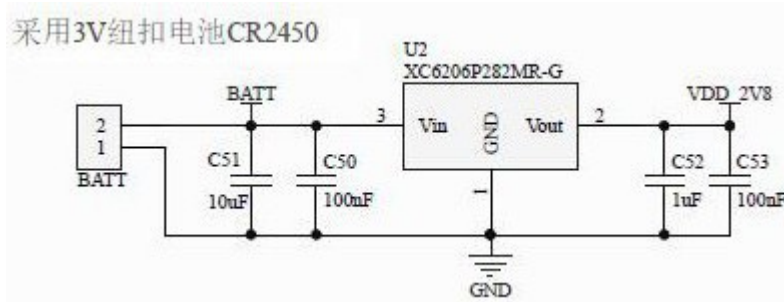 采用3V纽扣电池CR2450
U2
XC6206P282MR-G
BATT
VDD_2V8
2
1
BATT
3
Vin
GND
Vout
2
1
C51
10uF
C50
100nF
C52
1uF
C53
100nF
GND